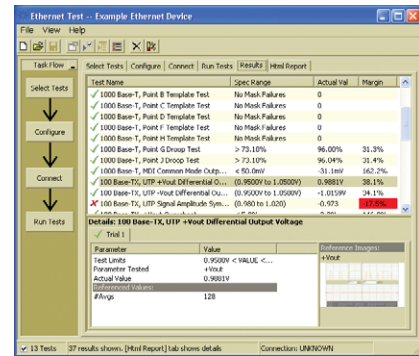 Ethernet Test -- Example Ethernet Device
File View Help
Task Flow
Select Tests Configure Connect Run Tests Results Html Report
Select Tests
Configure
Connect
Run Tests
Test Name Spec Range Actual Val Margin
1000 Base-T, Point B Template Test No Mask Failures 0
1000 Base-T, Point C Template Test No Mask Failures 0
1000 Base-T, Point D Template Test No Mask Failures 0
1000 Base-T, Point F Template Test No Mask Failures 0
1000 Base-T, Point H Template Test No Mask Failures 0
1000 Base-T, Point G Droop Test > 73.10% 96.00% 31.3%
1000 Base-T, Point J Droop Test > 73.10% 96.04% 31.4%
1000 Base-T, MDI Common Mode Outp... < 50.0mV -31.1mV 162.2%
100 Base-TX, UTP +Vout Differential Ou... (0.9500V to 1.0500V) 0.9881V 38.1%
100 Base-TX, UTP -Vout Differential Ou... (0.9500V to 1.0500V) -1.0159V 34.1%
100 Base-TX, UTP Signal Amplitude Sym... (0.980 to 1.020) -0.973 -17.5%
Details: 100 Base-TX, UTP +Vout Differential Output Voltage
Trial 1
Parameter Value
Test Limits 0.9500V < VALUE <...
Parameter Tested +Vout
Actual Value 0.9881V
Referenced Values:
#Avgs 128
Reference Images:
+Vout
13 Tests 37 results shown. [Html Report] tab shows details Connection: UNKNOWN